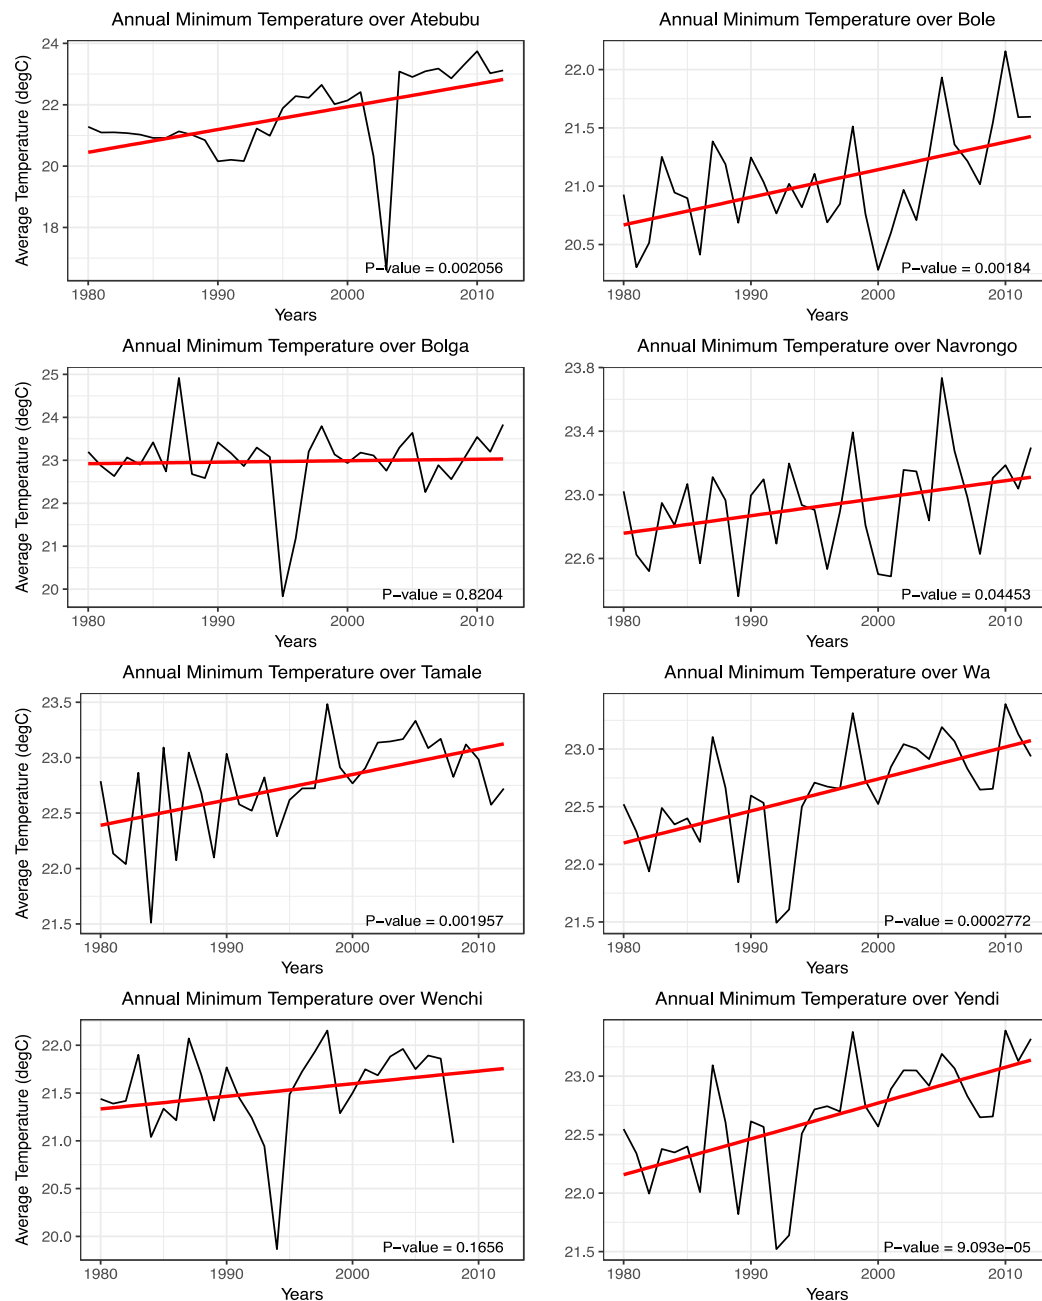 Annual Minimum Temperature over Atebubu
Average Temperature (degC)
24
22
20
18
P−value = 0.002056
1980
1990
2000
2010
Years
Annual Minimum Temperature over Bole
22.0
21.5
21.0
20.5
P−value = 0.00184
1980
1990
2000
2010
Years
Annual Minimum Temperature over Bolga
Average Temperature (degC)
25
24
23
22
21
20
P−value = 0.8204
1980
1990
2000
2010
Years
Annual Minimum Temperature over Navrongo
23.8
23.4
23.0
22.6
P−value = 0.04453
1980
1990
2000
2010
Years
Annual Minimum Temperature over Tamale
Average Temperature (degC)
23.5
23.0
22.5
22.0
21.5
P−value = 0.001957
1980
1990
2000
2010
Years
Annual Minimum Temperature over Wa
23.0
22.5
22.0
21.5
P−value = 0.0002772
1980
1990
2000
2010
Years
Annual Minimum Temperature over Wenchi
Average Temperature (degC)
22.0
21.5
21.0
20.5
20.0
P−value = 0.1656
1980
1990
2000
2010
Years
Annual Minimum Temperature over Yendi
23.0
22.5
22.0
21.5
P−value = 9.093e−05
1980
1990
2000
2010
Years